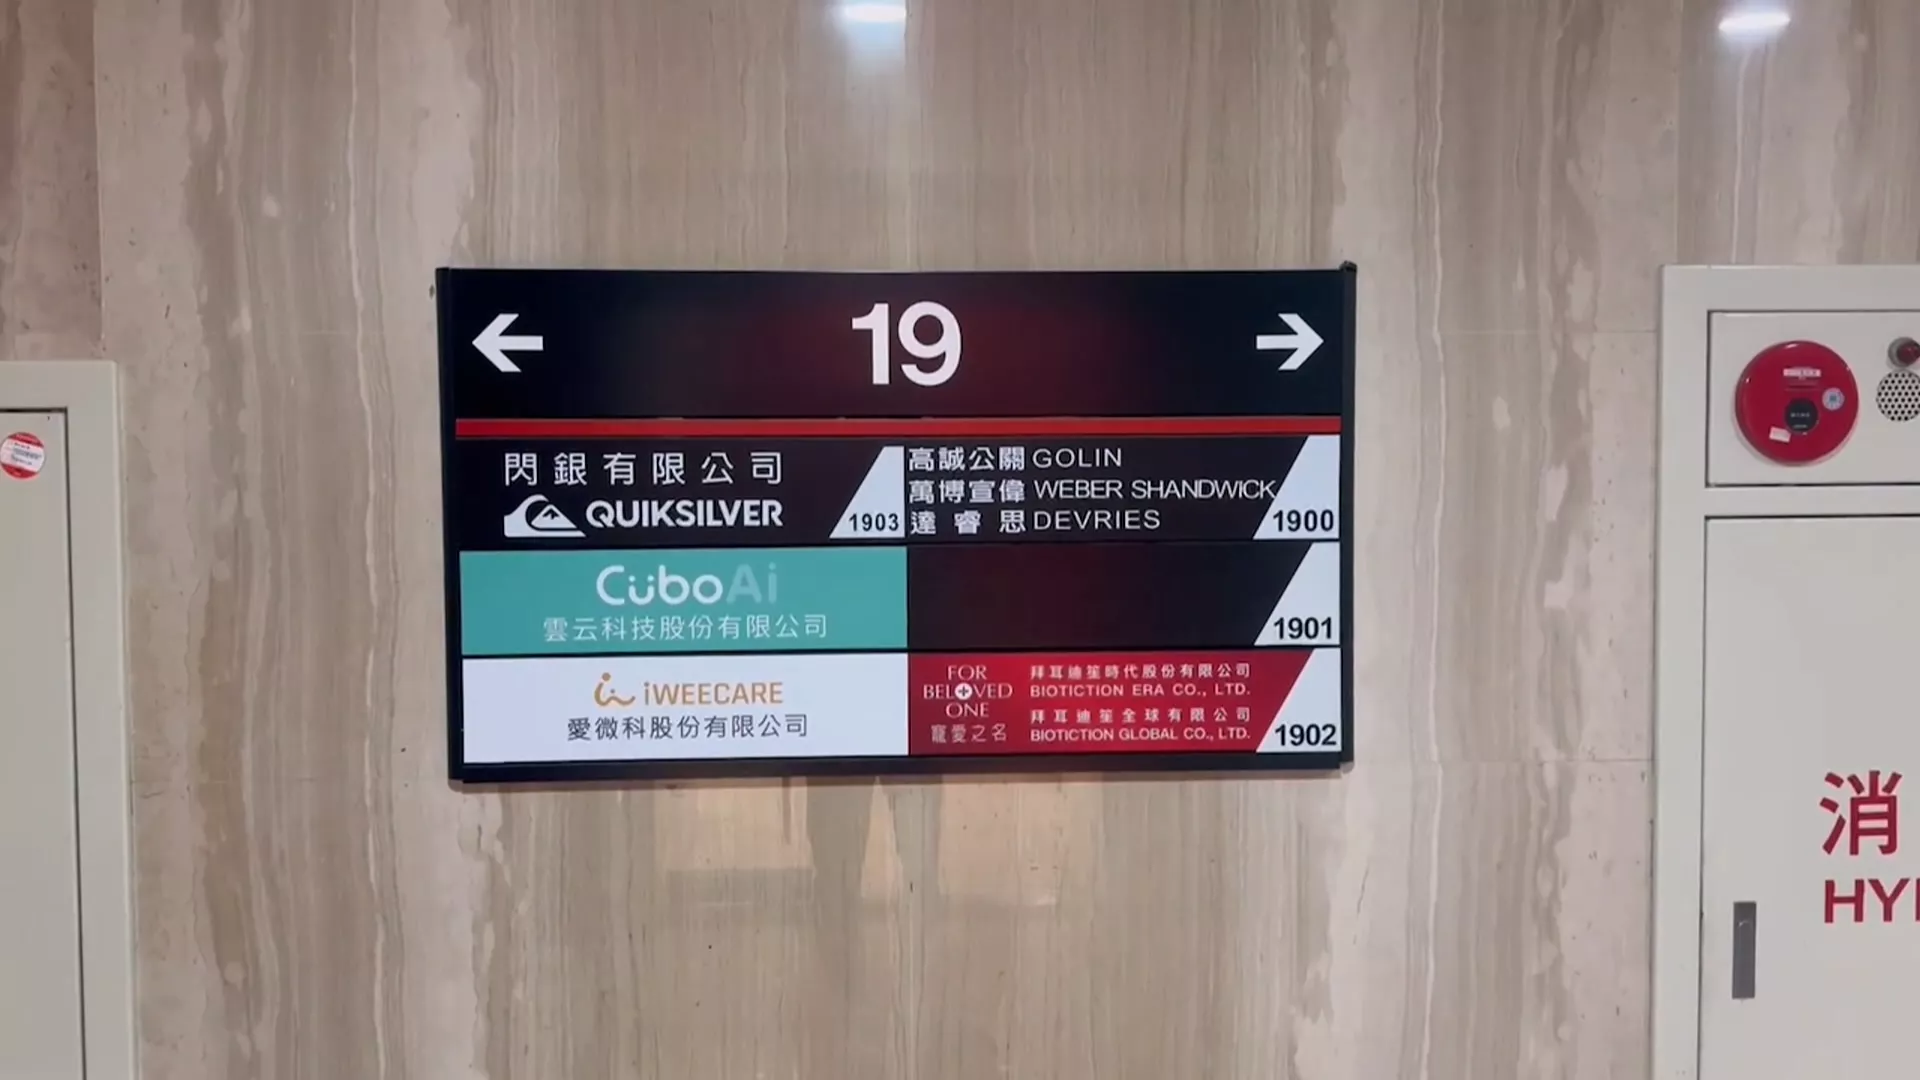 19
閃銀有限公司
QUIKSILVER
1903
高誠公關 GOLIN
萬博宣偉 WEBER SHANDWICK
達睿思 DEVRIES
1900
CüboAi
雲云科技股份有限公司
1901
iWEECARE
愛微科股份有限公司
FOR
BELOVED
ONE
寵愛之名
拜耳迪笙時代股份有限公司
BIOTICTION ERA CO., LTD.
拜耳迪笙全球有限公司
BIOTICTION GLOBAL CO., LTD.
1902
消
HY